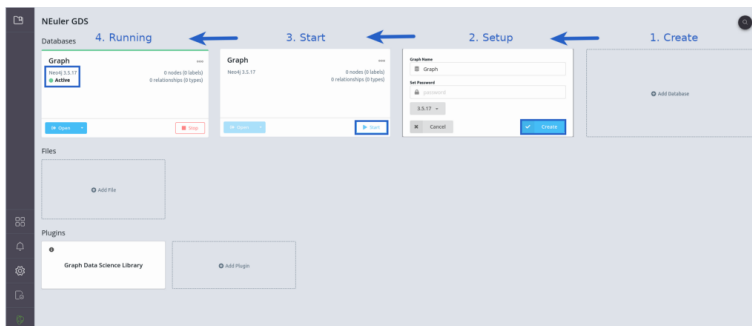 NEuler GDS
Databases
4. Running
3. Start
2. Setup
1. Create
Graph
Neo4j 3.5.17
Active
0 nodes (0 labels)
0 relationships (0 types)
Open
Stop
Graph
Neo4j 3.5.17
0 nodes (0 labels)
0 relationships (0 types)
Open
Start
Graph Name
Graph
Set Password
password
3.5.17
Cancel
Create
Add Database
Files
Add File
Plugins
Graph Data Science Library
Add Plugin